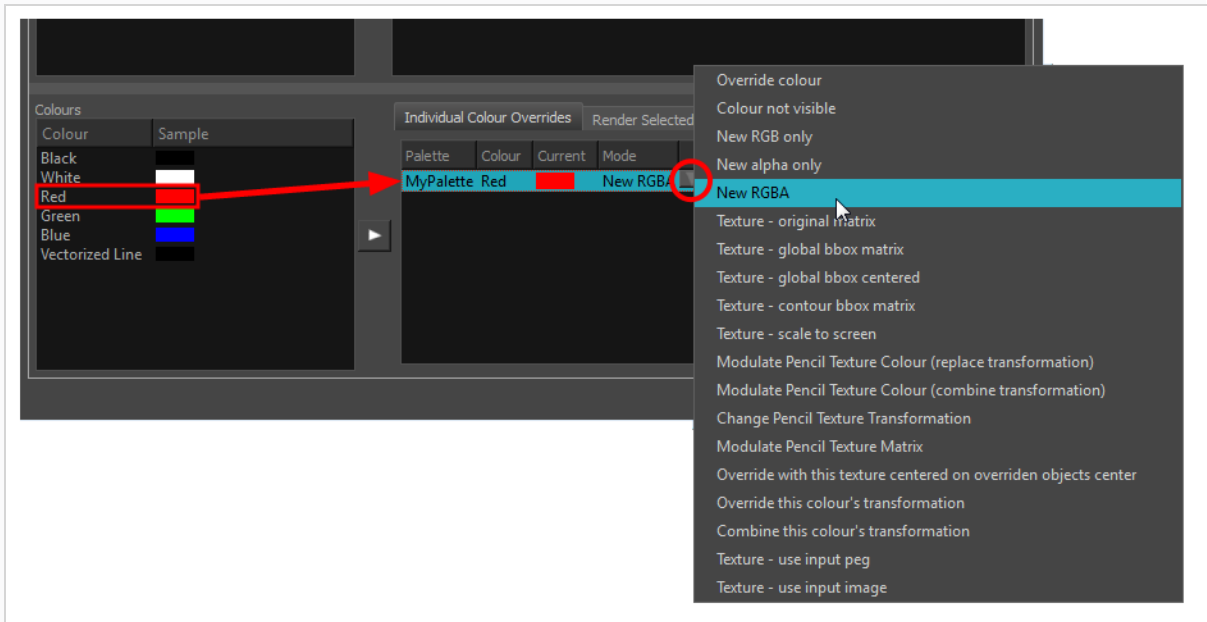 Colours
Colour Sample
Black
White
Red
Green
Blue
Vectorized Line
Individual Colour Overrides Render Selected
Palette Colour Current Mode
MyPalette Red New RGBA
Override colour
Colour not visible
New RGB only
New alpha only
New RGBA
Texture - original matrix
Texture - global bbox matrix
Texture - global bbox centered
Texture - contour bbox matrix
Texture - scale to screen
Modulate Pencil Texture Colour (replace transformation)
Modulate Pencil Texture Colour (combine transformation)
Change Pencil Texture Transformation
Modulate Pencil Texture Matrix
Override with this texture centered on overriden objects center
Override this colour's transformation
Combine this colour's transformation
Texture - use input peg
Texture - use input image